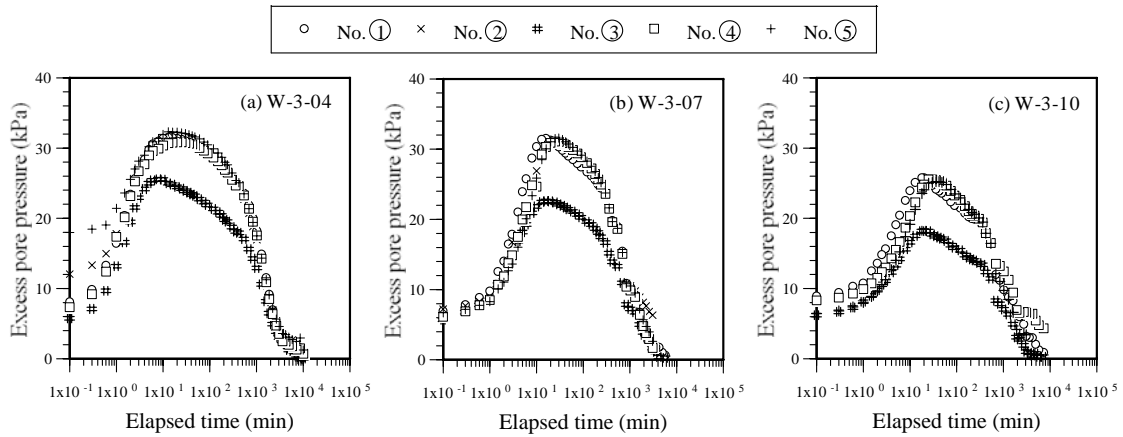 No. ① No. ② No. ③ No. ④ No. ⑤
(a) W-3-04
Excess pore pressure (kPa)
40
30
20
10
0
1x10⁻¹ 1x10⁰ 1x10¹ 1x10² 1x10³ 1x10⁴ 1x10⁵
Elapsed time (min)
(b) W-3-07
Excess pore pressure (kPa)
40
30
20
10
0
1x10⁻¹ 1x10⁰ 1x10¹ 1x10² 1x10³ 1x10⁴ 1x10⁵
Elapsed time (min)
(c) W-3-10
Excess pore pressure (kPa)
40
30
20
10
0
1x10⁻¹ 1x10⁰ 1x10¹ 1x10² 1x10³ 1x10⁴ 1x10⁵
Elapsed time (min)